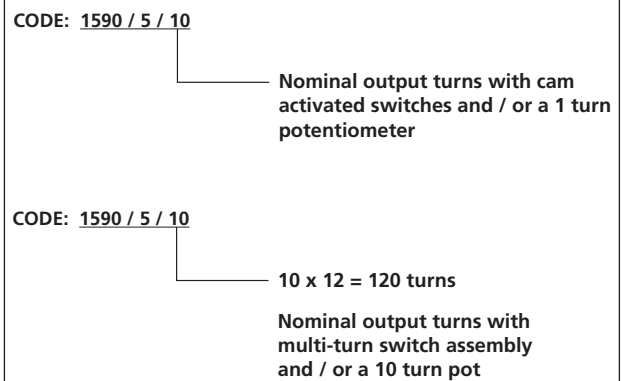 CODE: 1590 / 5 / 10
Nominal output turns with cam
activated switches and / or a 1 turn
potentiometer
CODE: 1590 / 5 / 10
10 x 12 = 120 turns
Nominal output turns with
multi-turn switch assembly
and / or a 10 turn pot